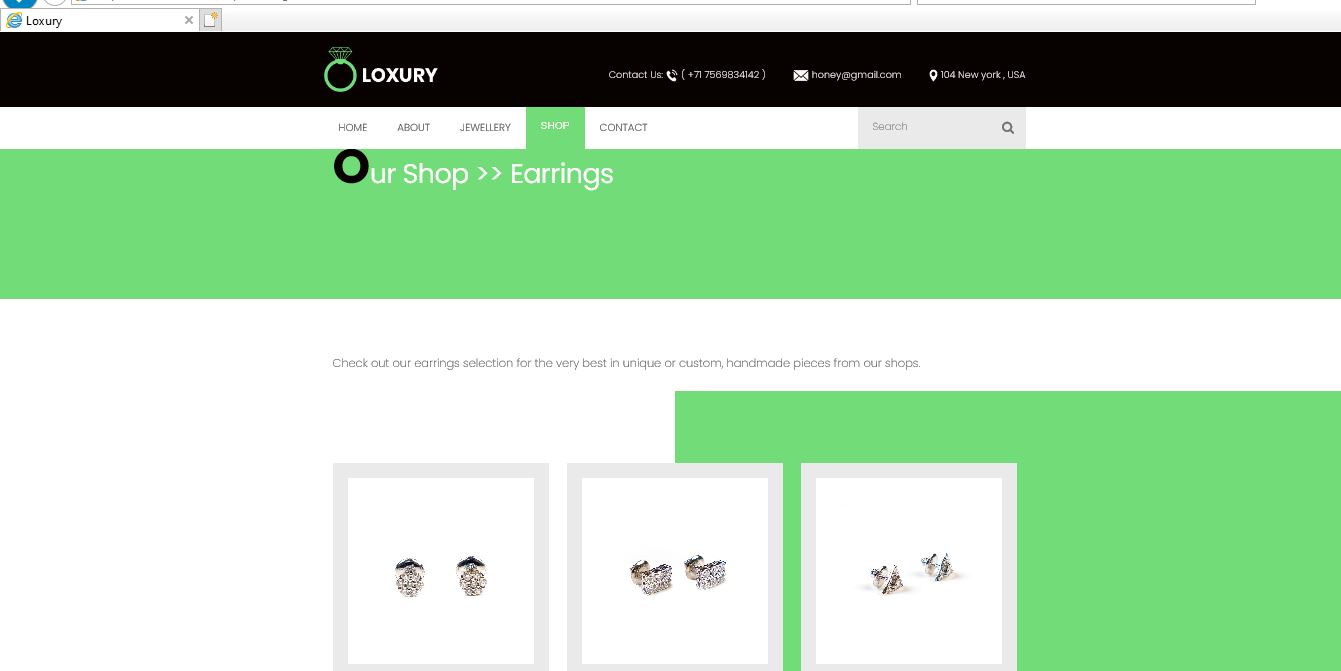 Loxury
LOXURY
Contact Us: ( +71 7569834142 )
honey@gmail.com
104 New york , USA
HOME ABOUT JEWELLERY SHOP CONTACT
Search
Our Shop >> Earrings
Check out our earrings selection for the very best in unique or custom, handmade pieces from our shops.